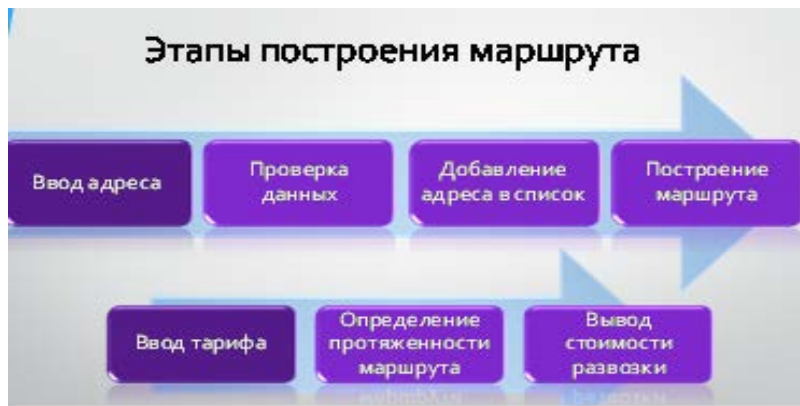 Этапы построения маршрута
Ввод адреса
Проверка
данных
Добавление
адреса в список
Построение
маршрута
Ввод тарифа
Определение
протяженности
маршрута
Вывод
стоимости
развозки